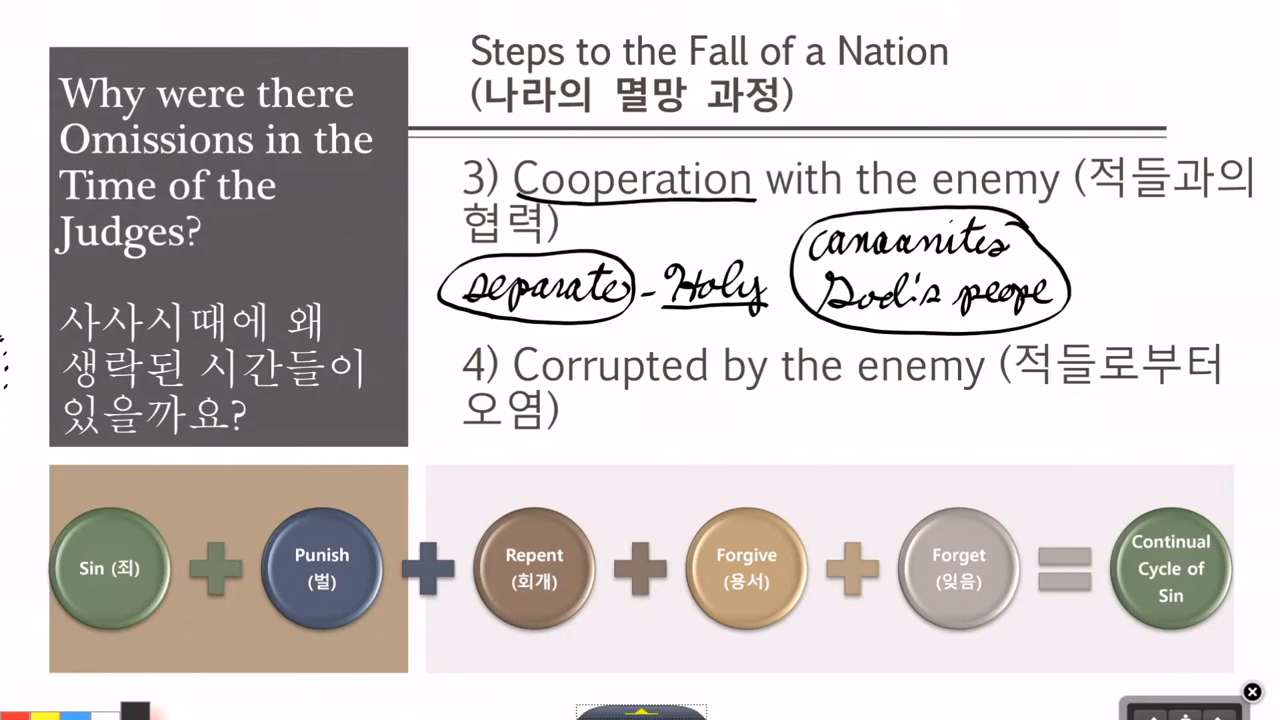 Why were there
Omissions in the
Time of the
Judges?
사사시때에 왜
생락된 시간들이
있을까요?
Steps to the Fall of a Nation
(나라의 멸망 과정)
3) Cooperation with the enemy (적들과의
협력)
separate - Holy
canaanites
God's peope
4) Corrupted by the enemy (적들로부터
오염)
Sin (죄)
Punish
(벌)
Repent
(회개)
Forgive
(용서)
Forget
(잊음)
Continual
Cycle of
Sin